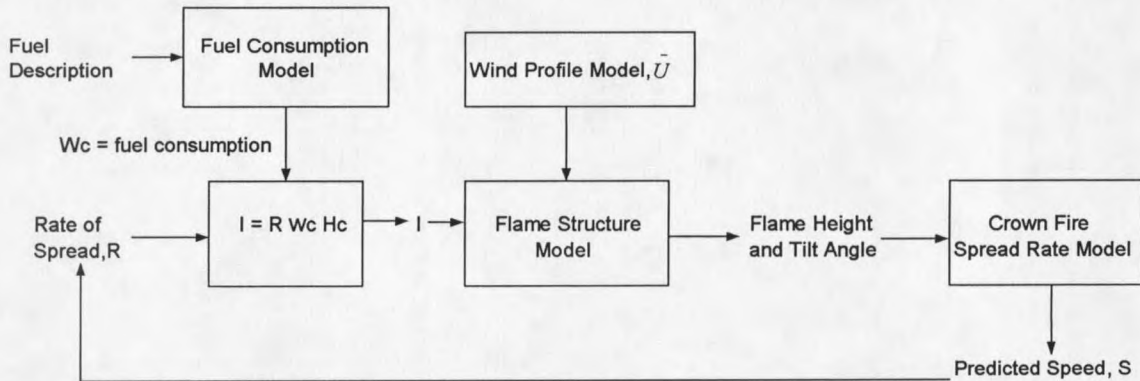 Fuel
Description
Fuel Consumption
Model
Wind Profile Model, Ū
Wc = fuel consumption
Rate of
Spread,R
I = R Wc Hc
I
Flame Structure
Model
Flame Height
and Tilt Angle
Crown Fire
Spread Rate Model
Predicted Speed, S